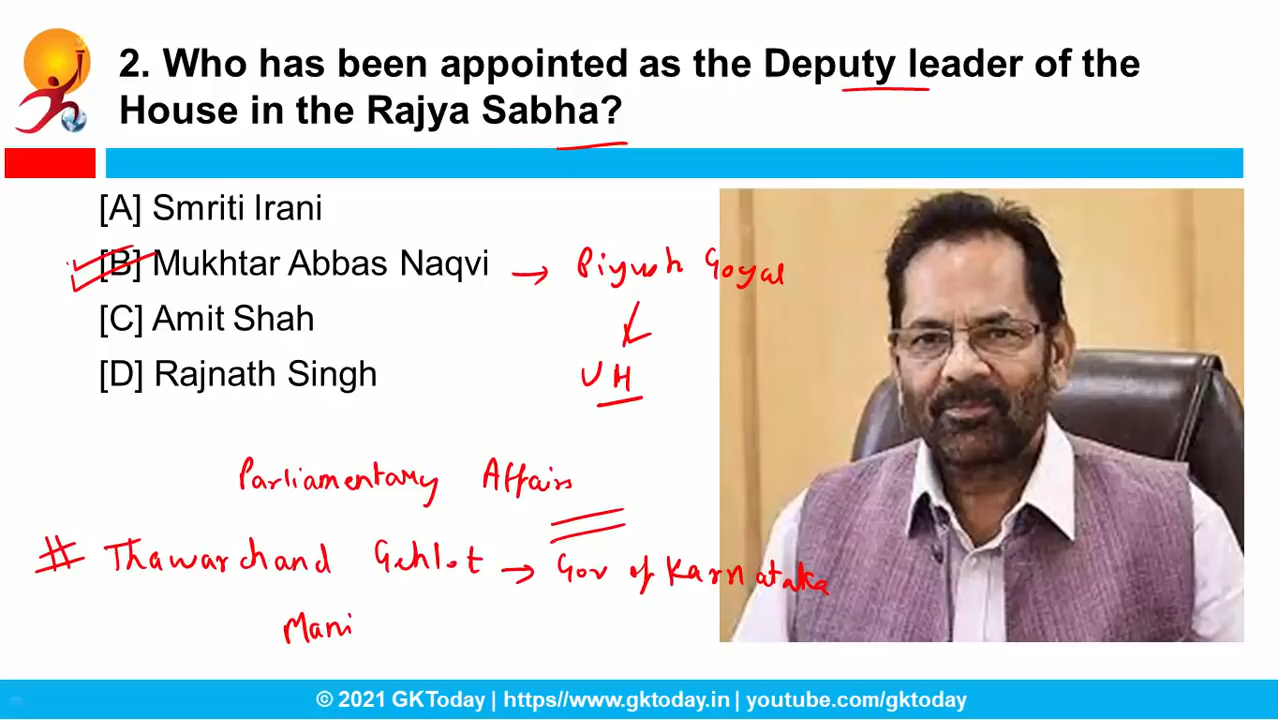 2. Who has been appointed as the Deputy leader of the
House in the Rajya Sabha?
[A] Smriti Irani
[B] Mukhtar Abbas Naqvi → Piyush Goyal
[C] Amit Shah
[D] Rajnath Singh UH
Parliamentary Affairs
# Thawarchand Gehlot → Gov of Karnataka
Mani
© 2021 GKToday | https//www.gktoday.in | youtube.com/gktoday